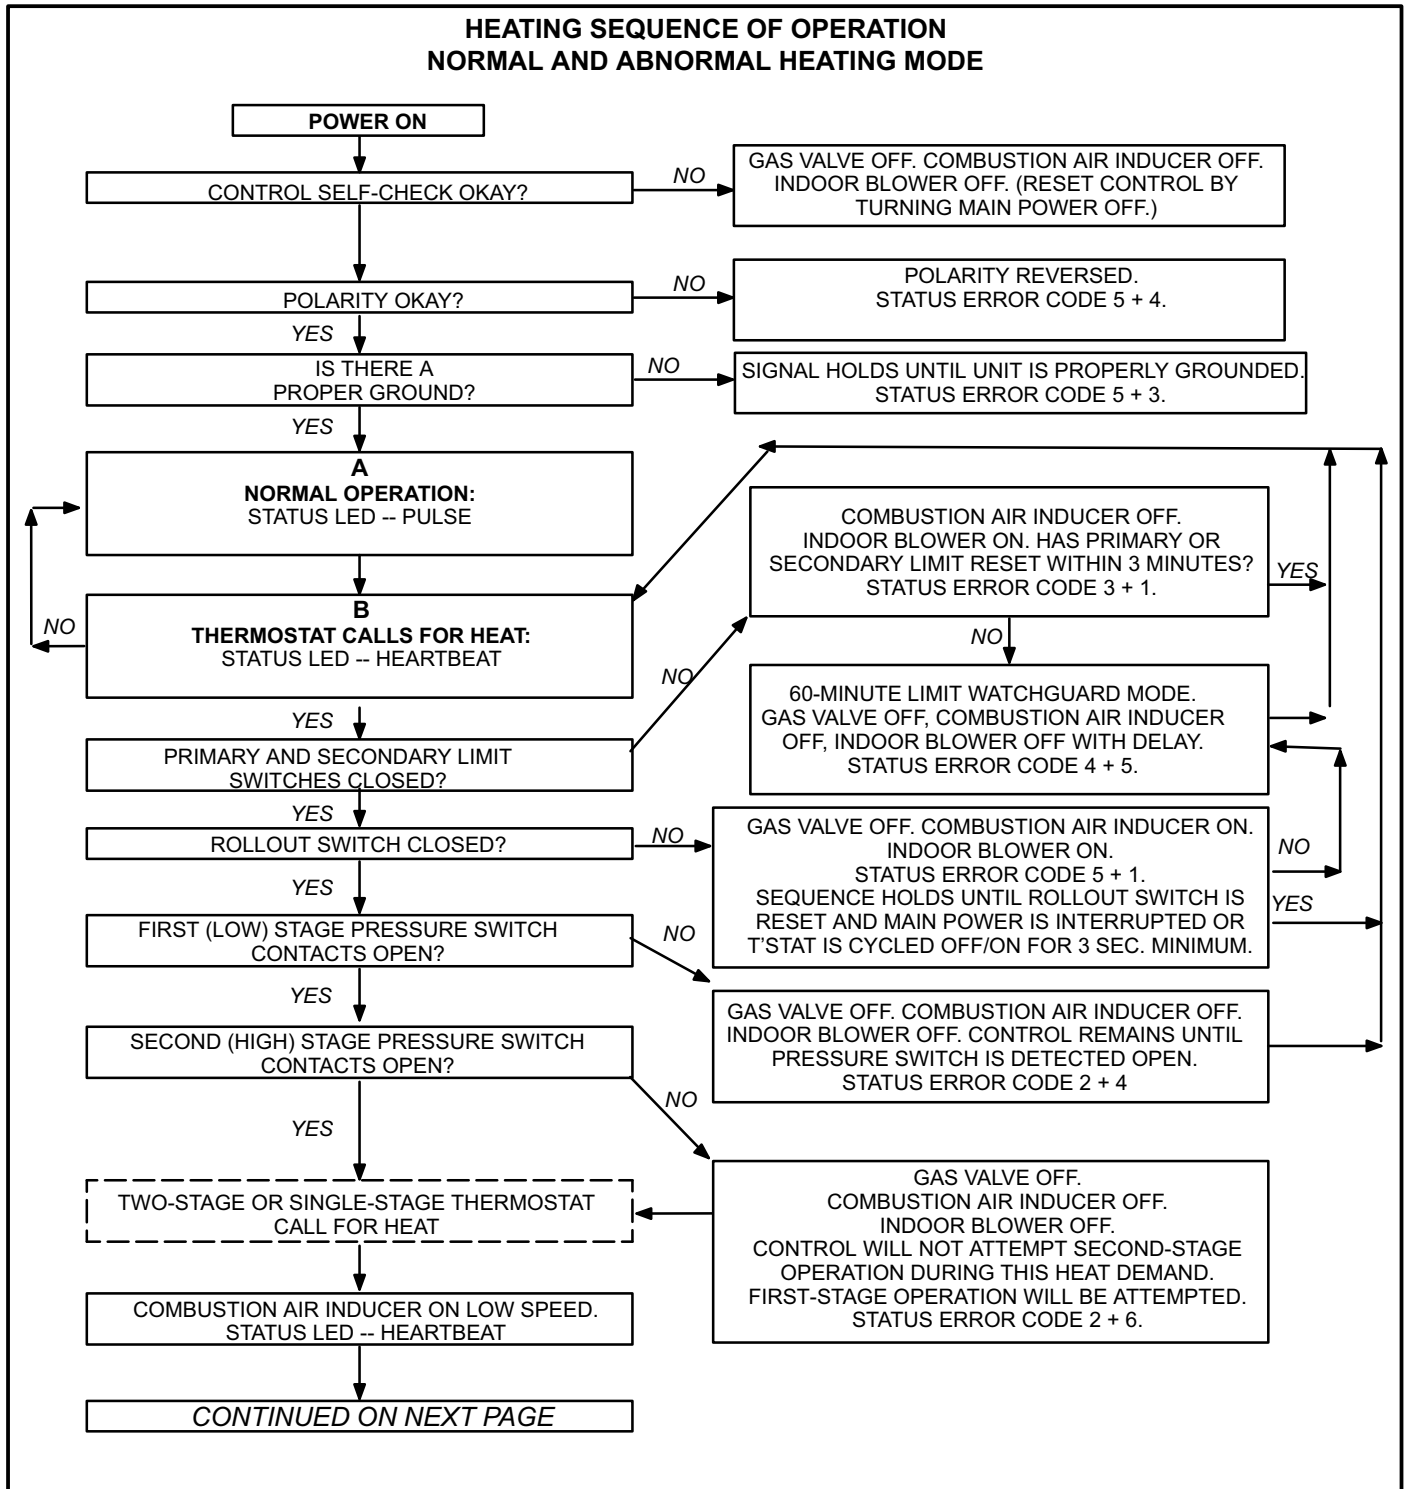 HEATING SEQUENCE OF OPERATION
NORMAL AND ABNORMAL HEATING MODE
POWER ON
CONTROL SELF-CHECK OKAY?
NO
GAS VALVE OFF. COMBUSTION AIR INDUCER OFF.
INDOOR BLOWER OFF. (RESET CONTROL BY
TURNING MAIN POWER OFF.)
POLARITY OKAY?
NO
POLARITY REVERSED.
STATUS ERROR CODE 5 + 4.
YES
IS THERE A
PROPER GROUND?
NO
SIGNAL HOLDS UNTIL UNIT IS PROPERLY GROUNDED.
STATUS ERROR CODE 5 + 3.
YES
A
NORMAL OPERATION:
STATUS LED -- PULSE
COMBUSTION AIR INDUCER OFF.
INDOOR BLOWER ON. HAS PRIMARY OR
SECONDARY LIMIT RESET WITHIN 3 MINUTES?
STATUS ERROR CODE 3 + 1.
YES
NO
B
THERMOSTAT CALLS FOR HEAT:
STATUS LED -- HEARTBEAT
NO
NO
60-MINUTE LIMIT WATCHGUARD MODE.
GAS VALVE OFF, COMBUSTION AIR INDUCER
OFF, INDOOR BLOWER OFF WITH DELAY.
STATUS ERROR CODE 4 + 5.
YES
PRIMARY AND SECONDARY LIMIT
SWITCHES CLOSED?
YES
ROLLOUT SWITCH CLOSED?
NO
GAS VALVE OFF. COMBUSTION AIR INDUCER ON.
INDOOR BLOWER ON.
STATUS ERROR CODE 5 + 1.
SEQUENCE HOLDS UNTIL ROLLOUT SWITCH IS
RESET AND MAIN POWER IS INTERRUPTED OR
T'STAT IS CYCLED OFF/ON FOR 3 SEC. MINIMUM.
NO
YES
YES
FIRST (LOW) STAGE PRESSURE SWITCH
CONTACTS OPEN?
NO
GAS VALVE OFF. COMBUSTION AIR INDUCER OFF.
INDOOR BLOWER OFF. CONTROL REMAINS UNTIL
PRESSURE SWITCH IS DETECTED OPEN.
STATUS ERROR CODE 2 + 4
YES
SECOND (HIGH) STAGE PRESSURE SWITCH
CONTACTS OPEN?
NO
YES
GAS VALVE OFF.
COMBUSTION AIR INDUCER OFF.
INDOOR BLOWER OFF.
CONTROL WILL NOT ATTEMPT SECOND-STAGE
OPERATION DURING THIS HEAT DEMAND.
FIRST-STAGE OPERATION WILL BE ATTEMPTED.
STATUS ERROR CODE 2 + 6.
TWO-STAGE OR SINGLE-STAGE THERMOSTAT
CALL FOR HEAT
COMBUSTION AIR INDUCER ON LOW SPEED.
STATUS LED -- HEARTBEAT
CONTINUED ON NEXT PAGE